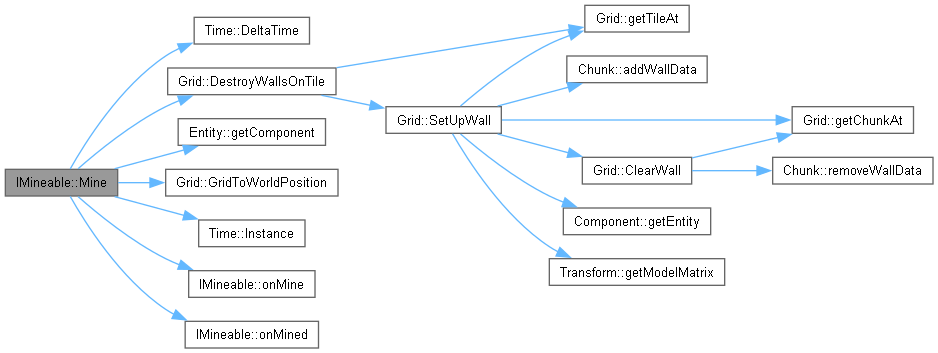 IMineable::Mine
Time::DeltaTime
Grid::DestroyWallsOnTile
Entity::getComponent
Grid::GridToWorldPosition
Time::Instance
IMineable::onMine
IMineable::onMined
Grid::SetUpWall
Grid::getTileAt
Chunk::addWallData
Grid::ClearWall
Component::getEntity
Transform::getModelMatrix
Grid::getChunkAt
Chunk::removeWallData